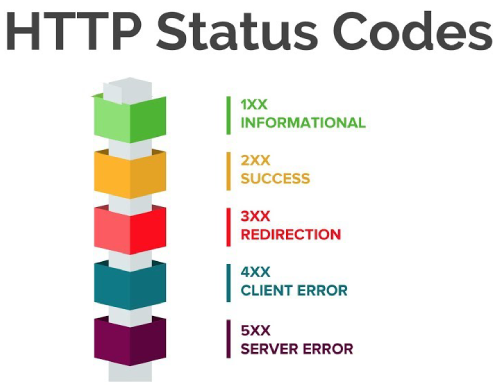 HTTP Status Codes
1XX
INFORMATIONAL
2XX
SUCCESS
3XX
REDIRECTION
4XX
CLIENT ERROR
5XX
SERVER ERROR